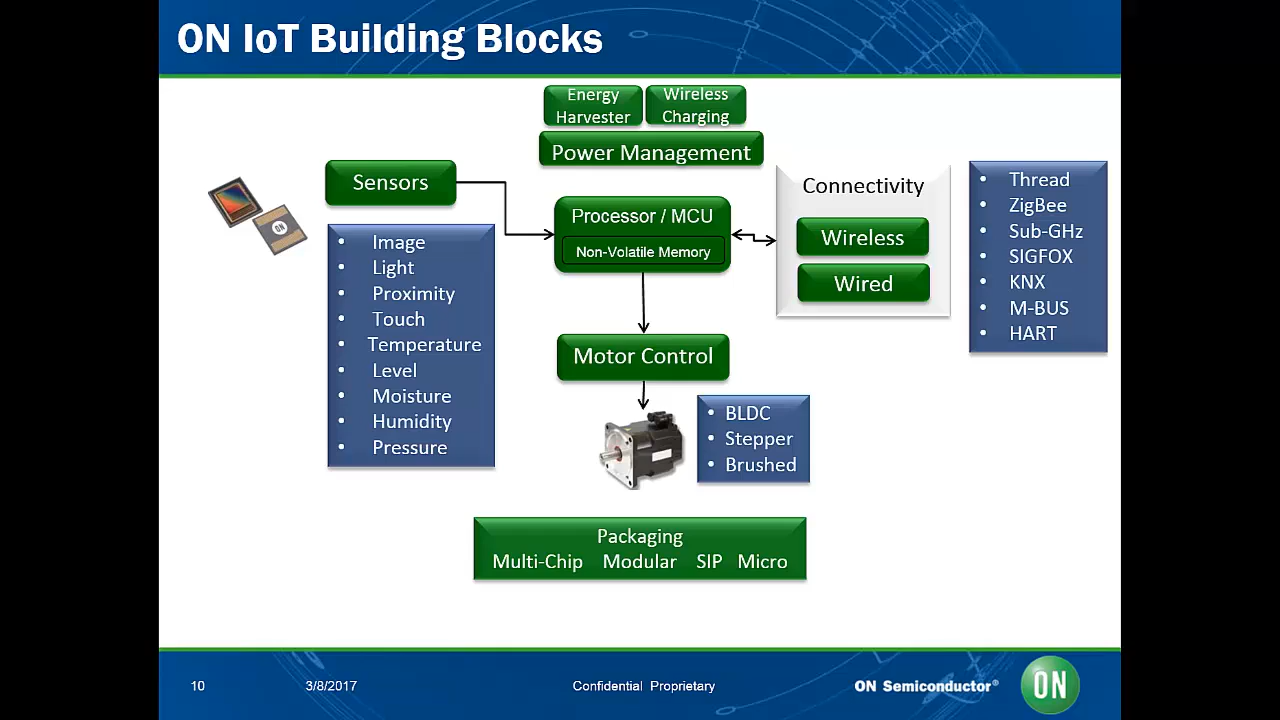 ON IoT Building Blocks
Energy
Harvester
Wireless
Charging
Power Management
Sensors
• Image
• Light
• Proximity
• Touch
• Temperature
• Level
• Moisture
• Humidity
• Pressure
ON
Processor / MCU
Non-Volatile Memory
Connectivity
Wireless
Wired
• Thread
• ZigBee
• Sub-GHz
• SIGFOX
• KNX
• M-BUS
• HART
Motor Control
• BLDC
• Stepper
• Brushed
Packaging
Multi-Chip Modular SIP Micro
10 3/8/2017 Confidential Proprietary ON Semiconductor® ON